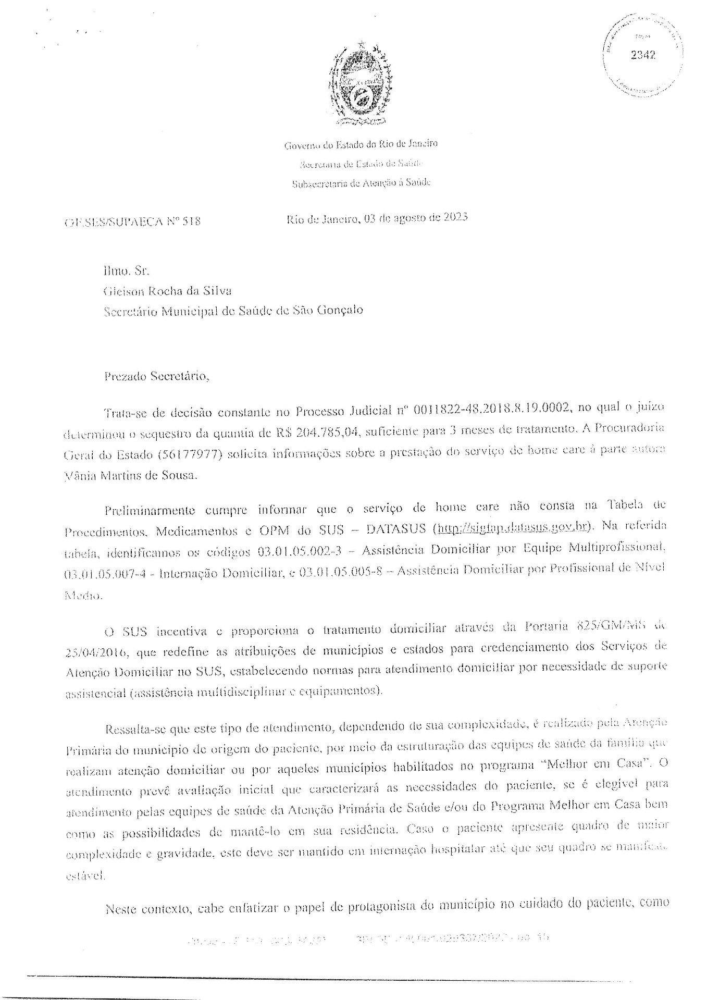 2342
Governo do Estado do Rio de Janeiro
Secretaria de Estado de Saúde
Subsecretaria de Atenção à Saúde
OF.SES/SUPAECA Nº 518
Rio de Janeiro, 03 de agosto de 2023
Ilmo. Sr.
Gleison Rocha da Silva
Secretário Municipal de Saúde de São Gonçalo
Prezado Secretário,
Trata-se de decisão constante no Processo Judicial nº 0011822-48.2018.8.19.0002, no qual o juízo
determinou o sequestro da quantia de R$ 204.785,04, suficiente para 3 meses de tratamento. A Procuradoria
Geral do Estado (56177977) solicita informações sobre a prestação do serviço de home care à parte autora
Vânia Martins de Sousa.
Preliminarmente cumpre informar que o serviço de home care não consta na Tabela de
Procedimentos, Medicamentos e OPM do SUS – DATASUS (http://sigtap.datasus.gov.br). Na referida
tabela, identificamos os códigos 03.01.05.002-3 – Assistência Domiciliar por Equipe Multiprofissional,
03.01.05.007-4 - Internação Domiciliar, e 03.01.05.005-8 – Assistência Domiciliar por Profissional de Nível
Medio.
O SUS incentiva e proporciona o tratamento domiciliar através da Portaria 825/GM/MS de
25/04/2016, que redefine as atribuições de municípios e estados para credenciamento dos Serviços de
Atenção Domiciliar no SUS, estabelecendo normas para atendimento domiciliar por necessidade de suporte
assistencial (assistência multidisciplinar e equipamentos).
Ressalta-se que este tipo de atendimento, dependendo de sua complexidade, é realizado pela Atenção
Primária do município de origem do paciente, por meio da estruturação das equipes de saúde da família que
realizam atenção domiciliar ou por aqueles municípios habilitados no programa “Melhor em Casa”. O
atendimento prevê avaliação inicial que caracterizará as necessidades do paciente, se é elegível para
atendimento pelas equipes de saúde da Atenção Primária de Saúde e/ou do Programa Melhor em Casa bem
como as possibilidades de mantê-lo em sua residência. Caso o paciente apresente quadro de maior
complexidade e gravidade, este deve ser mantido em internação hospitalar até que seu quadro se manifeste
estável.
Neste contexto, cabe enfatizar o papel de protagonista do município no cuidado do paciente, como